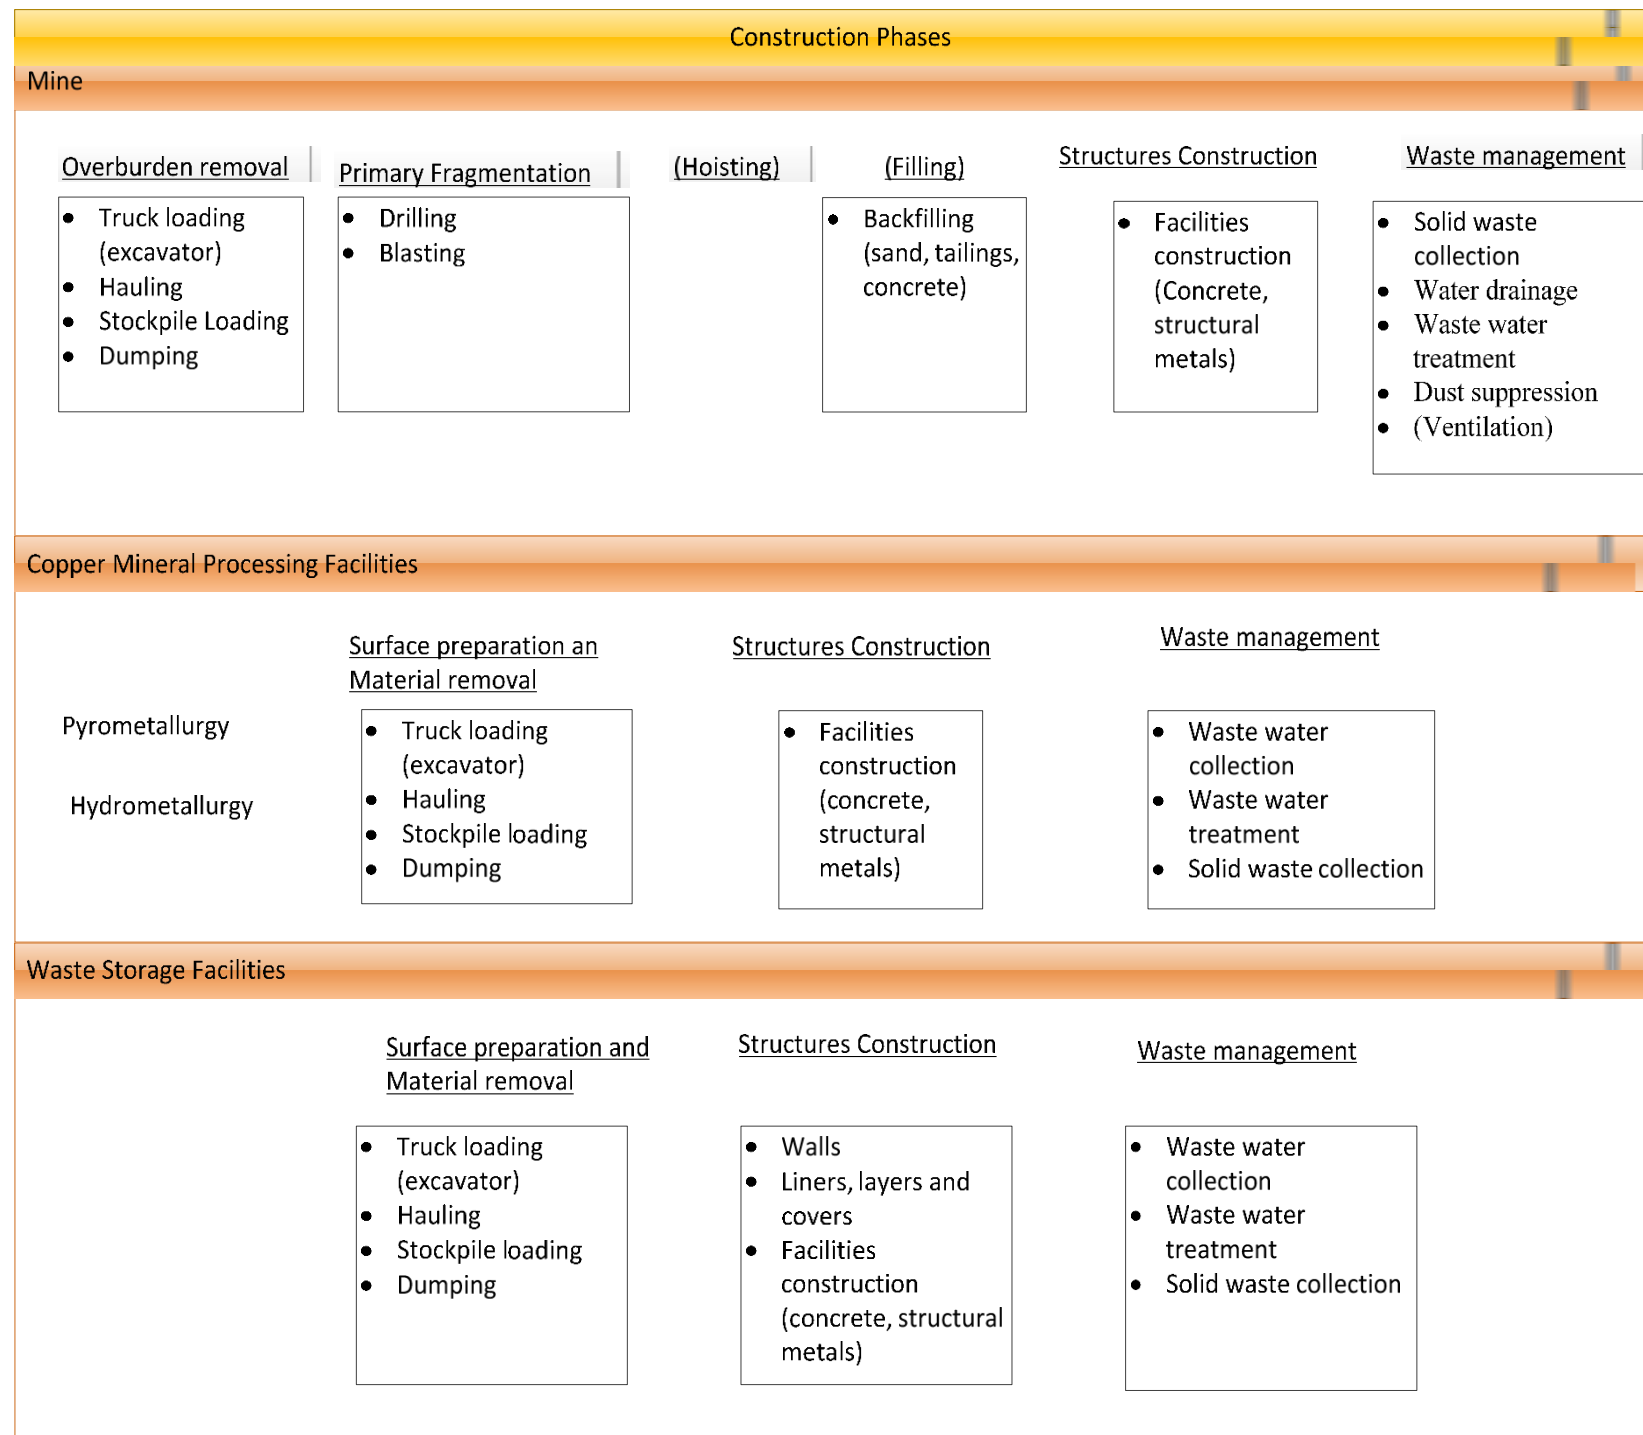 Construction Phases
Mine
Overburden removal
• Truck loading
(excavator)
• Hauling
• Stockpile Loading
• Dumping
Primary Fragmentation
• Drilling
• Blasting
(Hoisting)
(Filling)
• Backfilling
(sand, tailings,
concrete)
Structures Construction
• Facilities
construction
(Concrete,
structural
metals)
Waste management
• Solid waste
collection
• Water drainage
• Waste water
treatment
• Dust suppression
• (Ventilation)
Copper Mineral Processing Facilities
Pyrometallurgy
Hydrometallurgy
Surface preparation an
Material removal
• Truck loading
(excavator)
• Hauling
• Stockpile loading
• Dumping
Structures Construction
• Facilities
construction
(concrete,
structural
metals)
Waste management
• Waste water
collection
• Waste water
treatment
• Solid waste collection
Waste Storage Facilities
Surface preparation and
Material removal
• Truck loading
(excavator)
• Hauling
• Stockpile loading
• Dumping
Structures Construction
• Walls
• Liners, layers and
covers
• Facilities
construction
(concrete, structural
metals)
Waste management
• Waste water
collection
• Waste water
treatment
• Solid waste collection